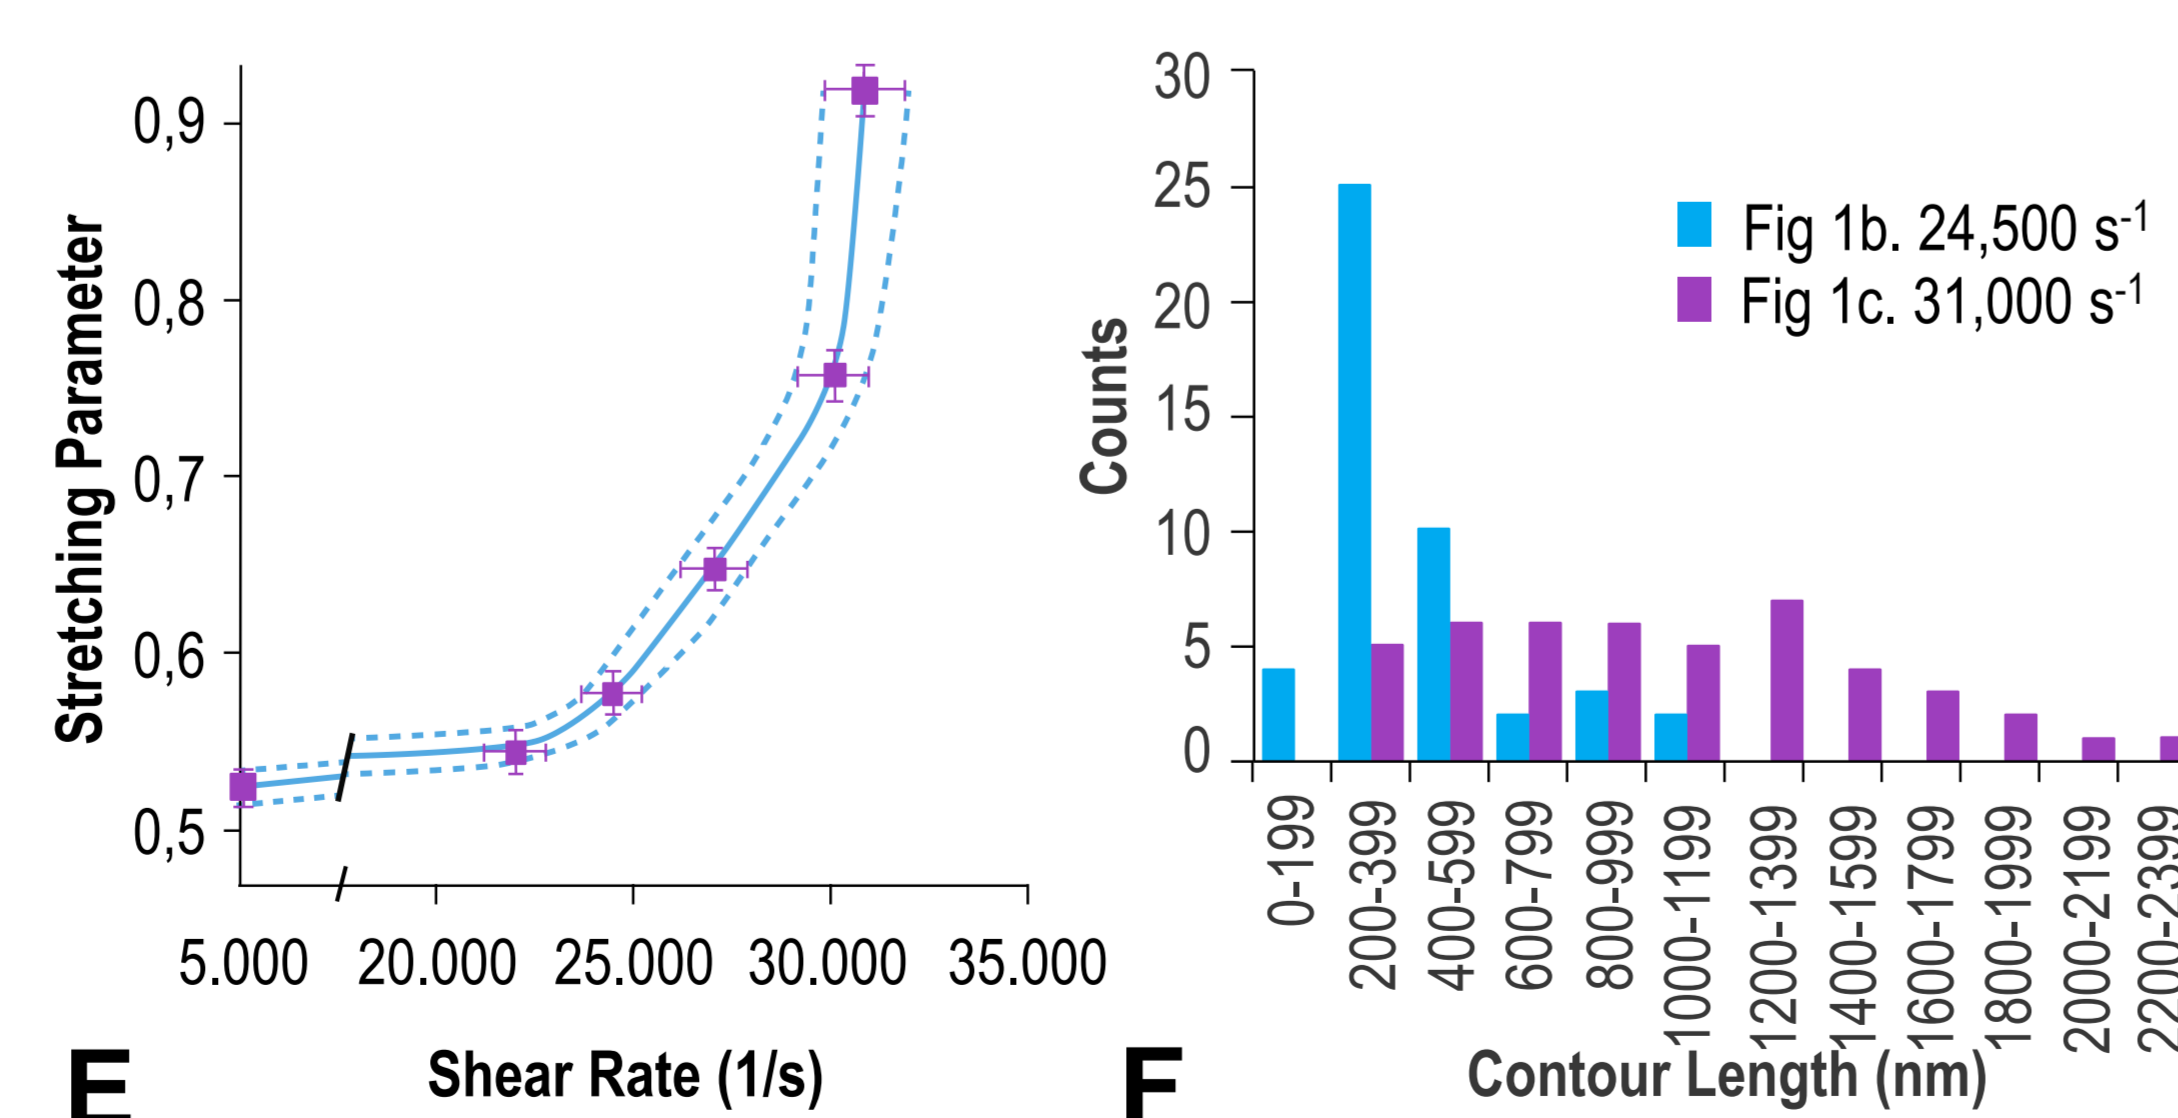 Stretching Parameter
0,9
0,8
0,7
0,6
0,5
5.000 20.000 25.000 30.000 35.000
Shear Rate (1/s)
E
Counts
30
25
20
15
10
5
0
Fig 1b. 24,500 s-1
Fig 1c. 31,000 s-1
0-199
200-399
400-599
600-799
800-999
1000-1199
1200-1399
1400-1599
1600-1799
1800-1999
2000-2199
2200-2399
Contour Length (nm)
F